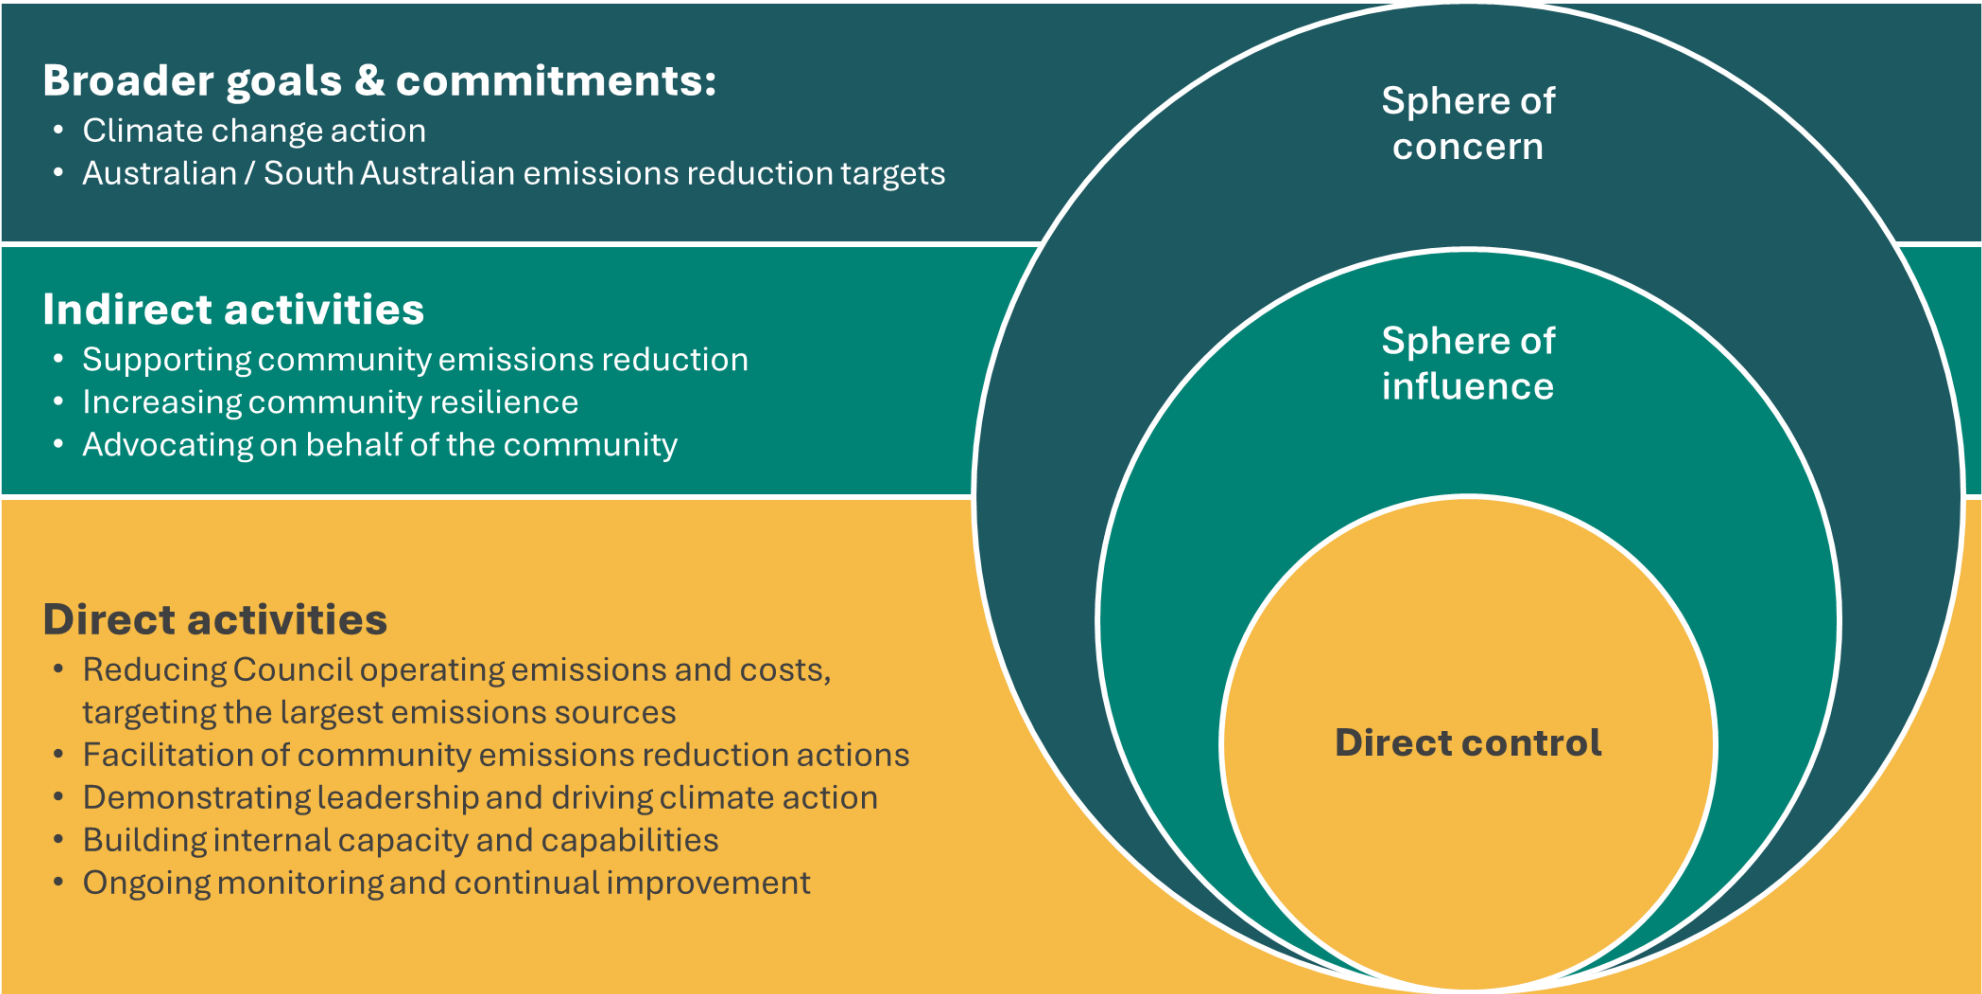 Broader goals & commitments:
• Climate change action
• Australian / South Australian emissions reduction targets
Sphere of
concern
Indirect activities
• Supporting community emissions reduction
• Increasing community resilience
• Advocating on behalf of the community
Sphere of
influence
Direct activities
• Reducing Council operating emissions and costs,
targeting the largest emissions sources
• Facilitation of community emissions reduction actions
• Demonstrating leadership and driving climate action
• Building internal capacity and capabilities
• Ongoing monitoring and continual improvement
Direct control